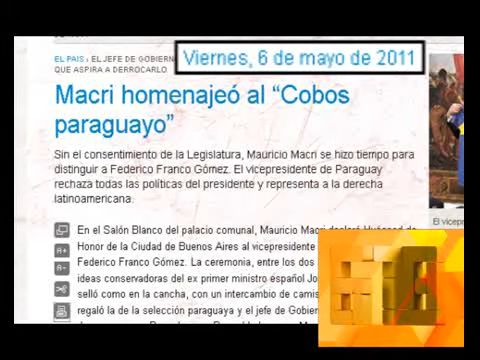 EL PAIS › EL JEFE DE GOBIERN
QUE ASPIRA A DERROCARLO
Viernes, 6 de mayo de 2011
Macri homenajeó al “Cobos
paraguayo”
Sin el consentimiento de la Legislatura, Mauricio Macri se hizo tiempo para
distinguir a Federico Franco Gómez. El vicepresidente de Paraguay
rechaza todas las políticas del presidente y representa a la derecha
latinoamericana.
En el Salón Blanco del palacio comunal, Mauricio Macri declaró Huésped de
Honor de la Ciudad de Buenos Aires al vicepresidente
Federico Franco Gómez. La ceremonia, entre los dos
ideas conservadoras del ex primer ministro español Jo
selló como en la cancha, con un intercambio de camis
regaló la de la selección paraguaya y el jefe de Gobier
El vicep
A+
A-